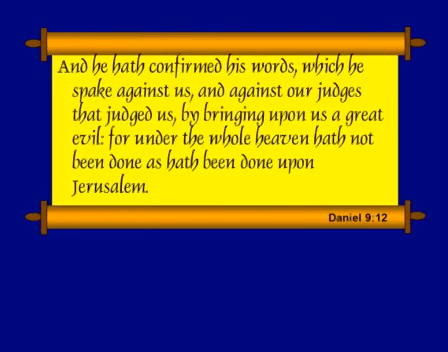 And he hath confirmed his words, which he
spake against us, and against our judges
that judged us, by bringing upon us a great
evil: for under the whole heaven hath not
been done as hath been done upon
Jerusalem.
Daniel 9:12